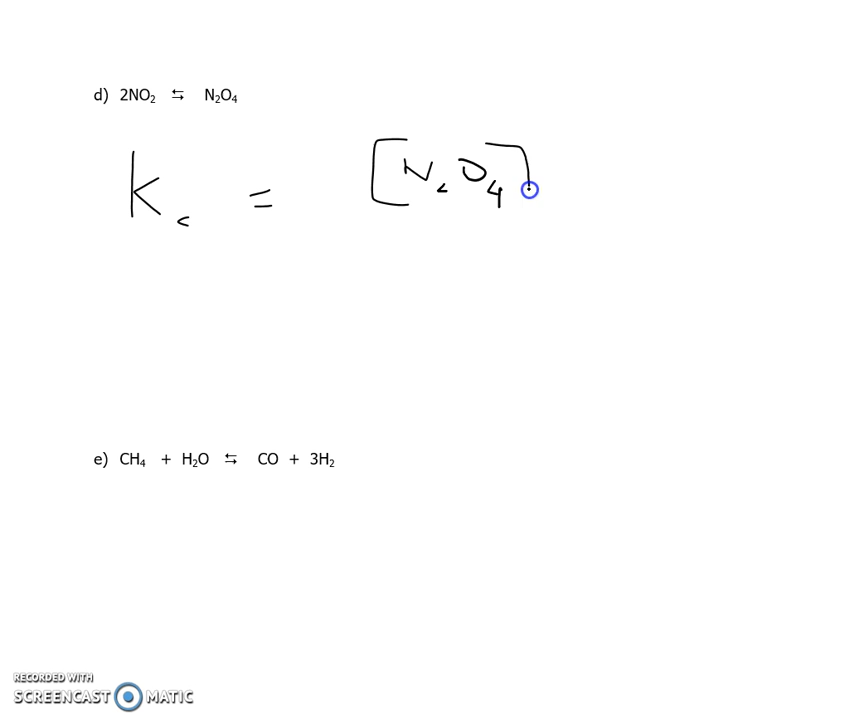 d) 2NO₂ ⇆ N₂O₄
K꜀ = [N₂O₄]
e) CH₄ + H₂O ⇆ CO + 3H₂
RECORDED WITH
SCREENCAST MATIC